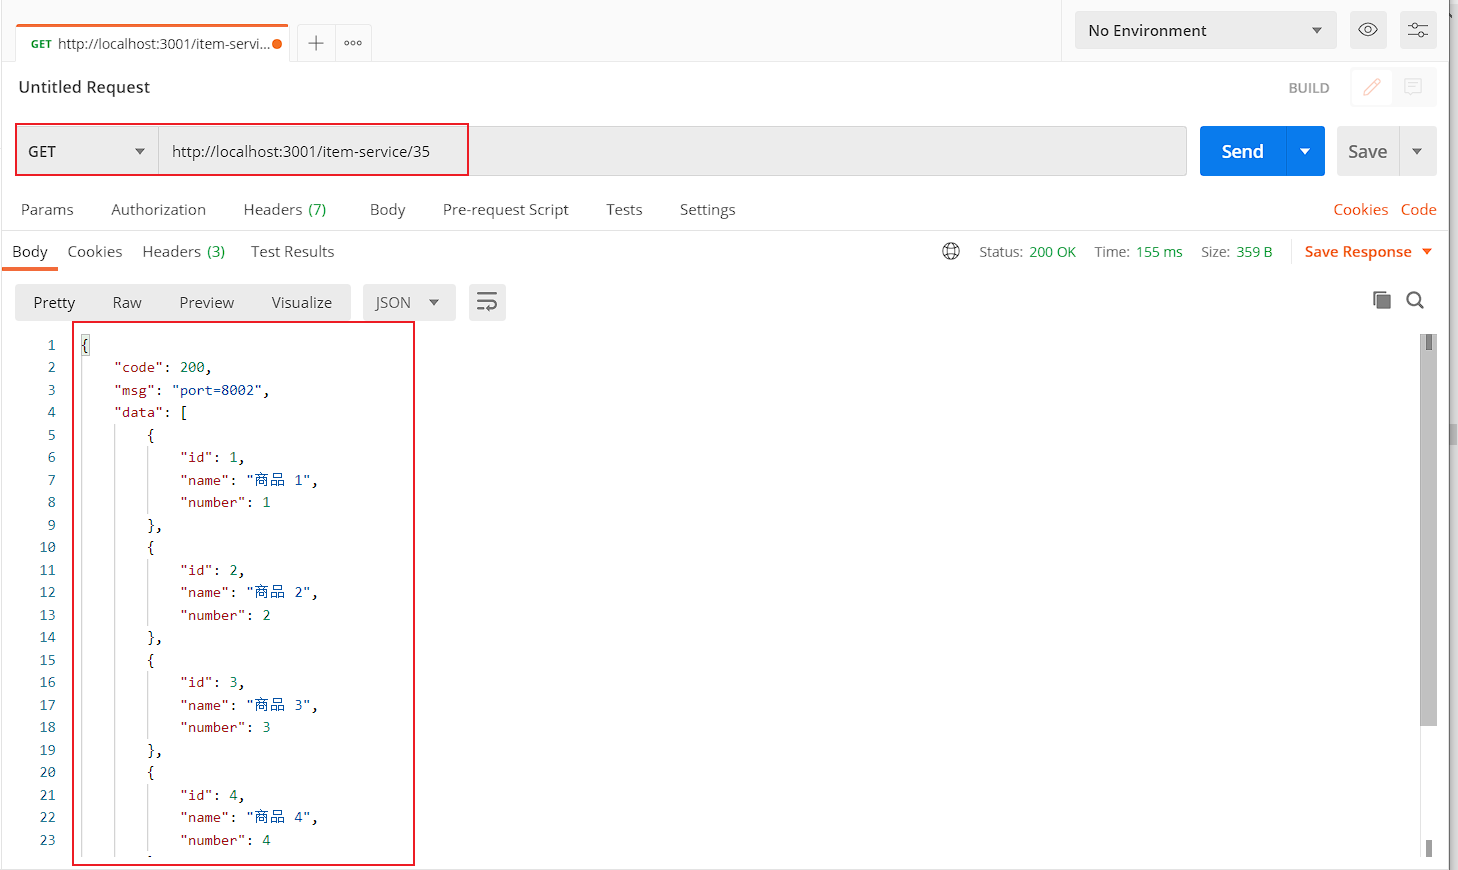 GET http://localhost:3001/item-servi...
No Environment
Untitled Request
BUILD
GET http://localhost:3001/item-service/35
Send Save
Params Authorization Headers (7) Body Pre-request Script Tests Settings Cookies Code
Body Cookies Headers (3) Test Results Status: 200 OK Time: 155 ms Size: 359 B Save Response
Pretty Raw Preview Visualize JSON
1 {
2 "code": 200,
3 "msg": "port=8002",
4 "data": [
5 {
6 "id": 1,
7 "name": "商品 1",
8 "number": 1
9 },
10 {
11 "id": 2,
12 "name": "商品 2",
13 "number": 2
14 },
15 {
16 "id": 3,
17 "name": "商品 3",
18 "number": 3
19 },
20 {
21 "id": 4,
22 "name": "商品 4",
23 "number": 4